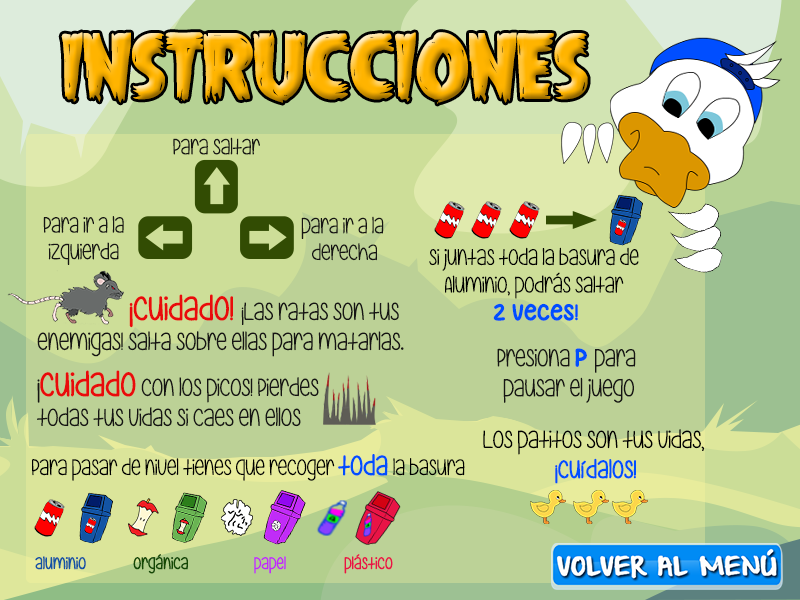 INSTRUCCIONES
Para saltar
Para ir a la
izquierda
Para ir a la
derecha
¡Cuidado! ¡Las ratas son tus
enemigas! Salta sobre ellas para matarlas.
¡Cuidado con los picos! Pierdes
todas tus vidas si caes en ellos
Para pasar de nivel tienes que recoger toda la basura
aluminio
orgánica
papel
plástico
Si juntas toda la basura de
Aluminio, podrás saltar
2 veces!
Presiona P para
pausar el juego
Los patitos son tus vidas,
¡cuídalos!
VOLVER AL MENÚ